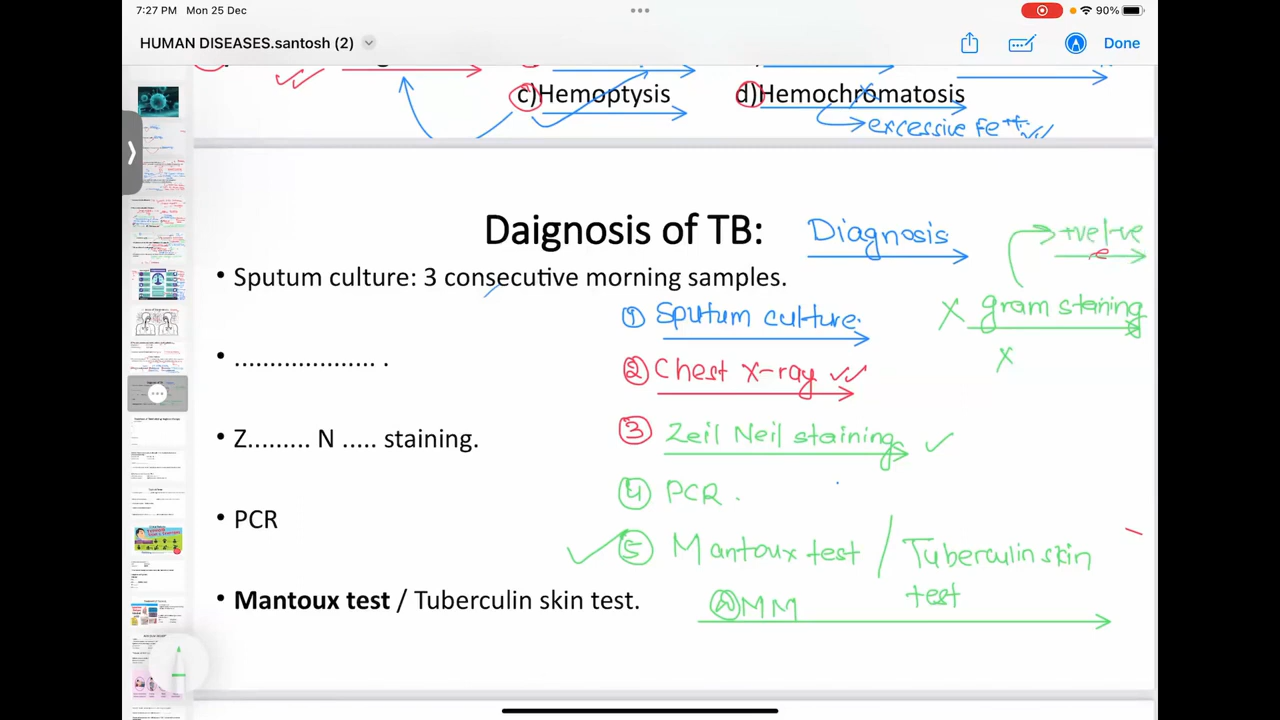 7:27 PM Mon 25 Dec
90%
HUMAN DISEASES.santosh (2)
Done
c)Hemoptysis
d)Hemochromatosis
excessive Fe++
Daignosis of TB:
Diagnosis
+ve/-ve
• Sputum culture: 3 consecutive morning samples.
X gram staining
① Sputum culture.
X
• .................. .
② Chest x-ray
③ Zeil Neil staining
• Z......... N ..... staining.
④ PCR .
• PCR
⑤ Mantoux test / Tuberculin skin test
• Mantoux test / Tuberculin skin test.
MM